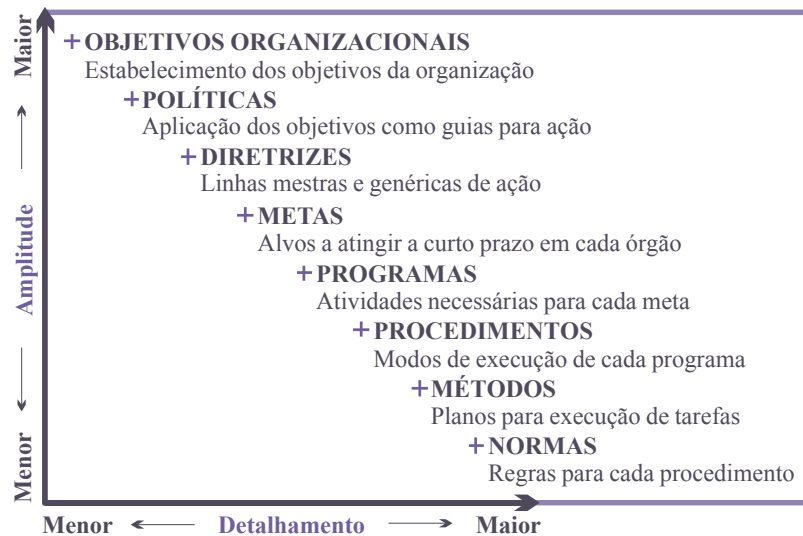 Maior
+ OBJETIVOS ORGANIZACIONAIS
Estabelecimento dos objetivos da organização
+ POLÍTICAS
Aplicação dos objetivos como guias para ação
+ DIRETRIZES
Linhas mestras e genéricas de ação
+ METAS
Alvos a atingir a curto prazo em cada órgão
Amplitude
+ PROGRAMAS
Atividades necessárias para cada meta
+ PROCEDIMENTOS
Modos de execução de cada programa
+ MÉTODOS
Planos para execução de tarefas
Menor
+ NORMAS
Regras para cada procedimento
Menor Detalhamento Maior